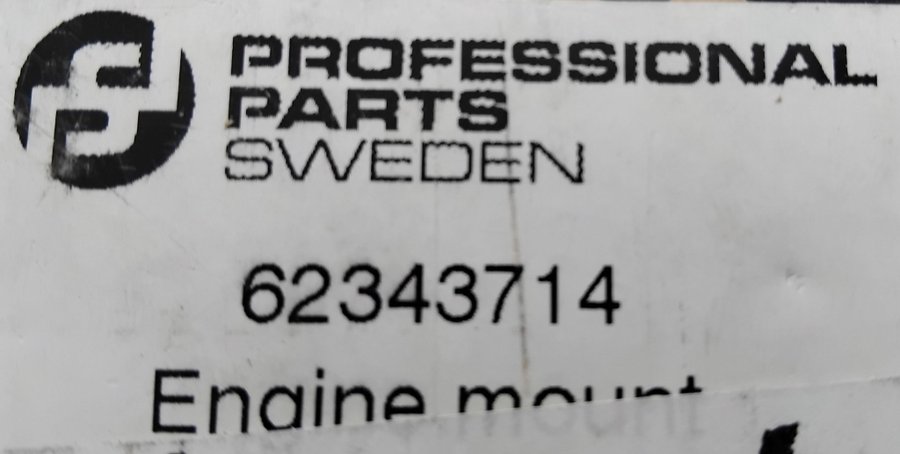 PROFESSIONAL
PARTS
SWEDEN
62343714
Engine mount